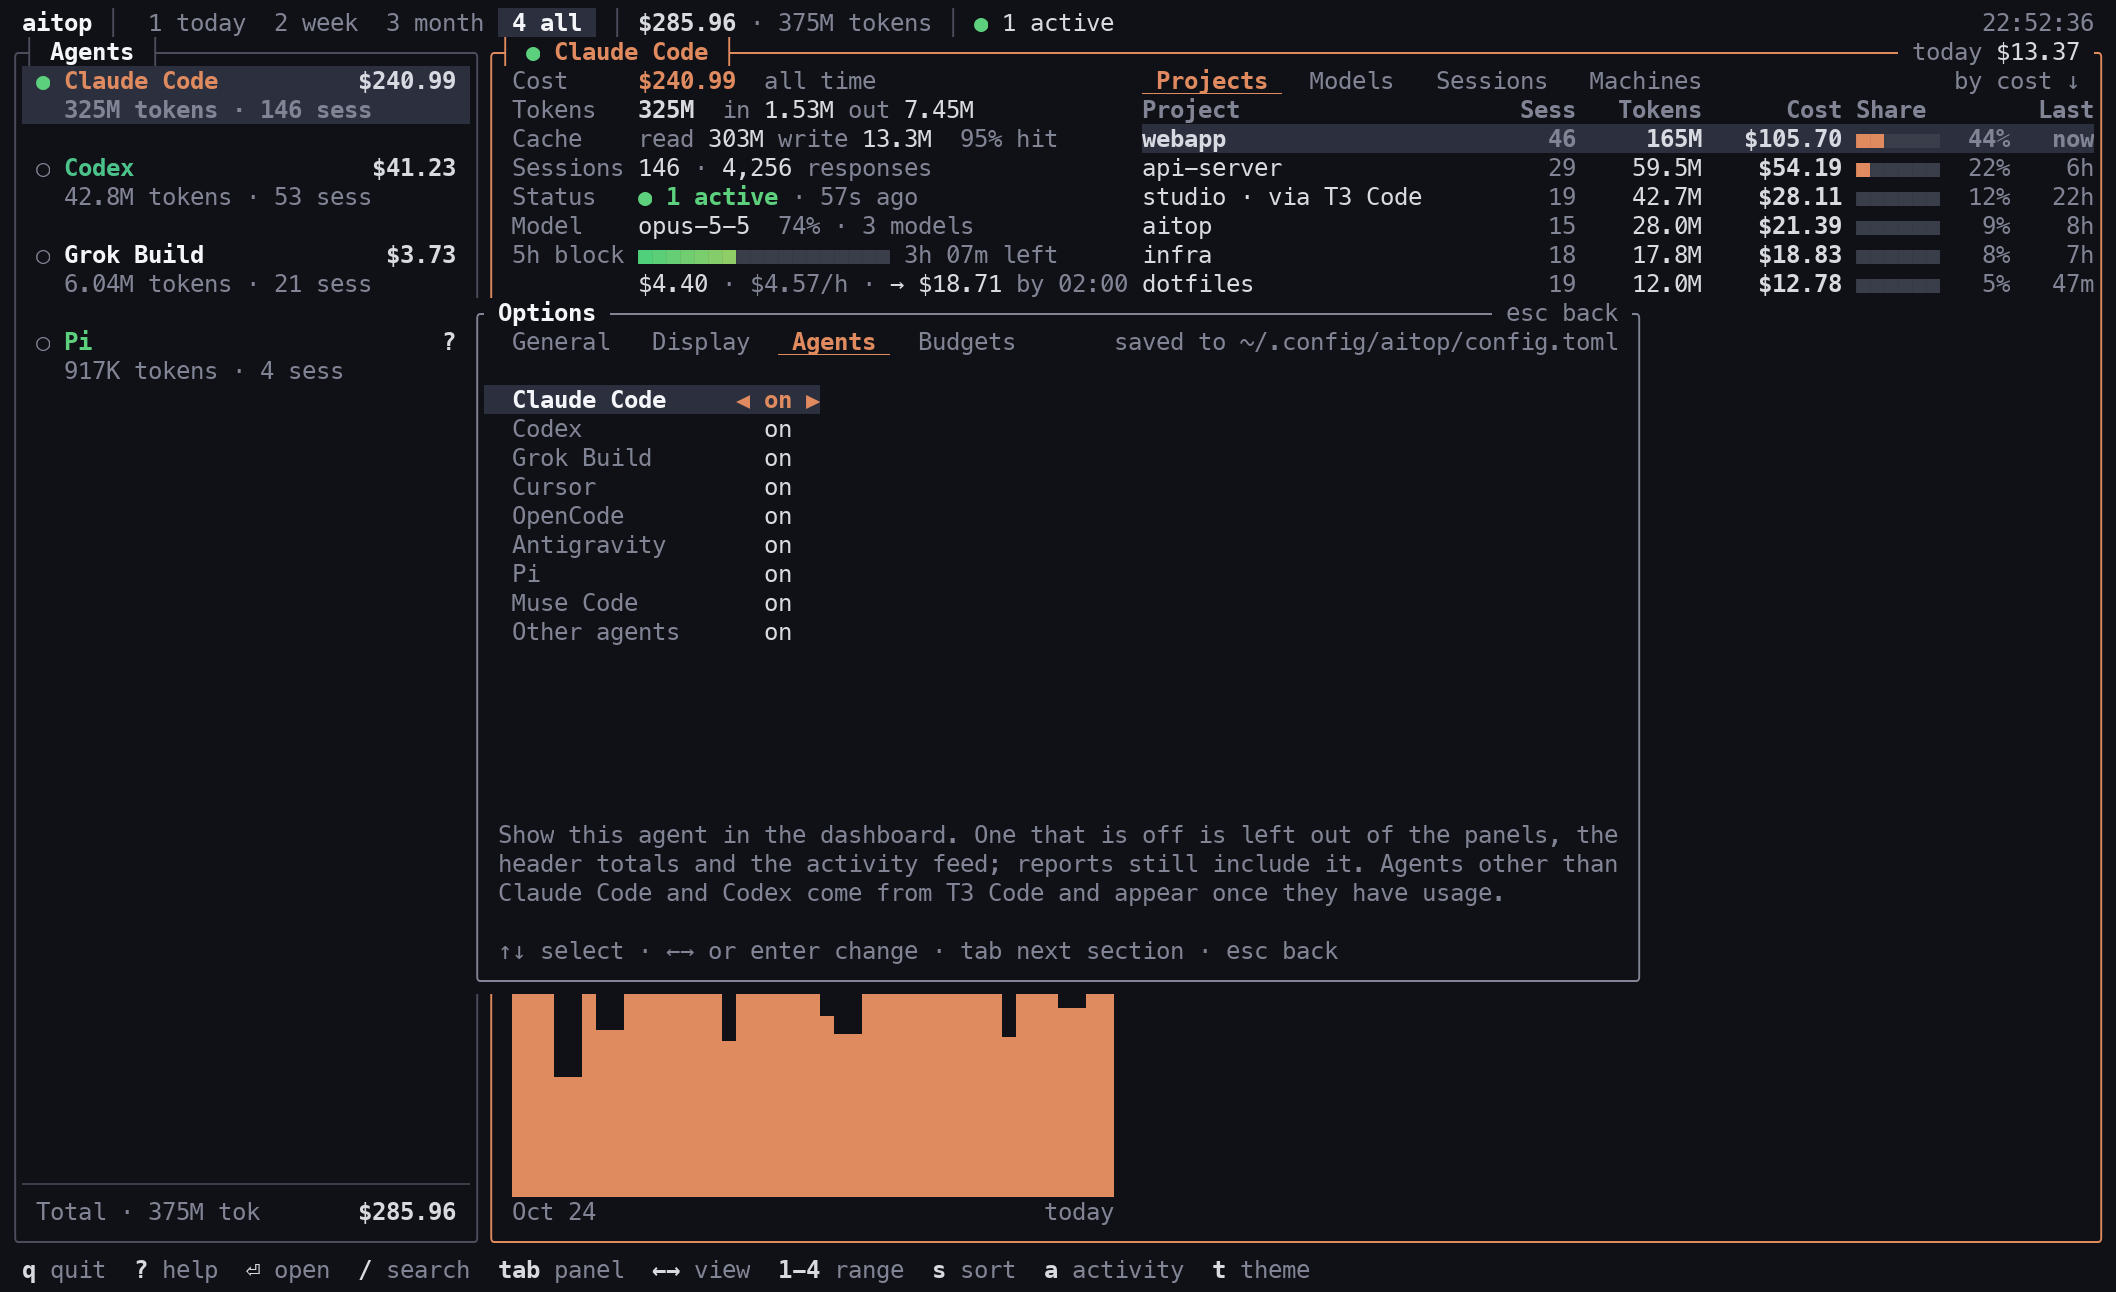 aitop │ 1 today 2 week 3 month 4 all │ $285.96 · 375M tokens │ ● 1 active 22:52:36
Agents
● Claude Code $240.99
325M tokens · 146 sess
○ Codex $41.23
42.8M tokens · 53 sess
○ Grok Build $3.73
6.04M tokens · 21 sess
○ Pi ?
917K tokens · 4 sess
Total · 375M tok $285.96
● Claude Code today $13.37
Cost $240.99 all time
Tokens 325M in 1.53M out 7.45M
Cache read 303M write 13.3M 95% hit
Sessions 146 · 4,256 responses
Status ● 1 active · 57s ago
Model opus-5-5 74% · 3 models
5h block 3h 07m left
$4.40 · $4.57/h · → $18.71 by 02:00
Projects Models Sessions Machines by cost ↓
Project Sess Tokens Cost Share Last
webapp 46 165M $105.70 44% now
api-server 29 59.5M $54.19 22% 6h
studio · via T3 Code 19 42.7M $28.11 12% 22h
aitop 15 28.0M $21.39 9% 8h
infra 18 17.8M $18.83 8% 7h
dotfiles 19 12.0M $12.78 5% 47m
Options esc back
General Display Agents Budgets saved to ~/.config/aitop/config.toml
Claude Code ◀ on ▶
Codex on
Grok Build on
Cursor on
OpenCode on
Antigravity on
Pi on
Muse Code on
Other agents on
Show this agent in the dashboard. One that is off is left out of the panels, the
header totals and the activity feed; reports still include it. Agents other than
Claude Code and Codex come from T3 Code and appear once they have usage.
↑↓ select · ←→ or enter change · tab next section · esc back
Oct 24 today
q quit ? help ⏎ open / search tab panel ←→ view 1-4 range s sort a activity t theme